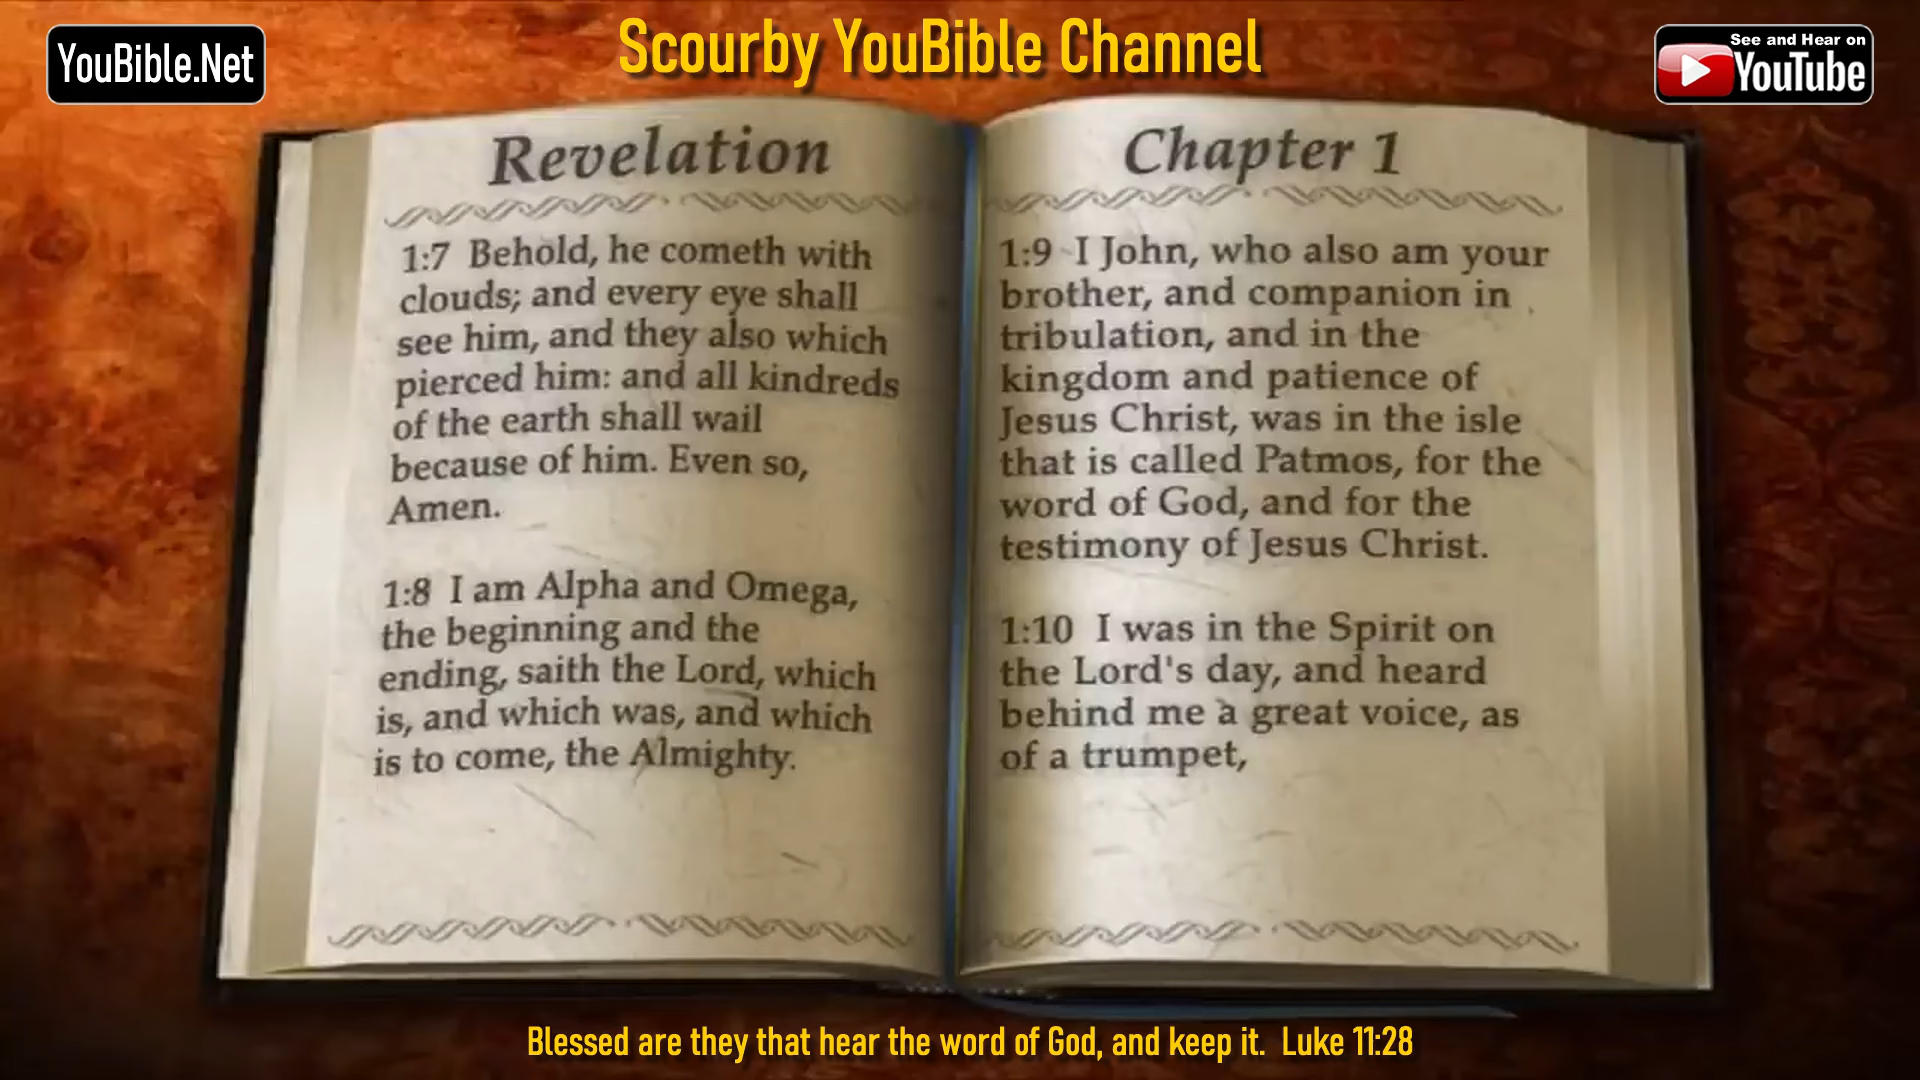 YouBible.Net
Scourby YouBible Channel
See and Hear on
YouTube
Revelation
1:7 Behold, he cometh with
clouds; and every eye shall
see him, and they also which
pierced him: and all kindreds
of the earth shall wail
because of him. Even so,
Amen.
1:8 I am Alpha and Omega,
the beginning and the
ending, saith the Lord, which
is, and which was, and which
is to come, the Almighty.
Chapter 1
1:9 I John, who also am your
brother, and companion in
tribulation, and in the
kingdom and patience of
Jesus Christ, was in the isle
that is called Patmos, for the
word of God, and for the
testimony of Jesus Christ.
1:10 I was in the Spirit on
the Lord's day, and heard
behind me a great voice, as
of a trumpet,
Blessed are they that hear the word of God, and keep it. Luke 11:28